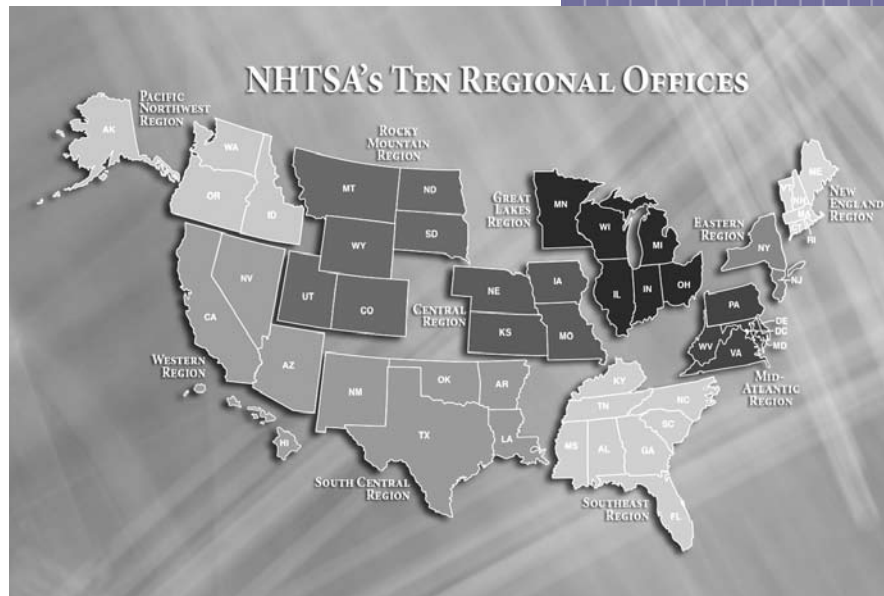 NHTSA's Ten Regional Offices
Pacific
Northwest
Region
AK
WA
OR
ID
Rocky
Mountain
Region
MT
ND
WY
SD
UT
CO
Great
Lakes
Region
MN
WI
MI
IL
IN
OH
New
England
Region
ME
VT
NH
MA
CT
RI
Eastern
Region
NY
NJ
Central
Region
NE
IA
KS
MO
PA
DE
DC
MD
WV
VA
Mid-
Atlantic
Region
Western
Region
NV
CA
AZ
HI
South Central
Region
NM
OK
AR
TX
LA
Southeast
Region
KY
TN
NC
SC
MS
AL
GA
FL